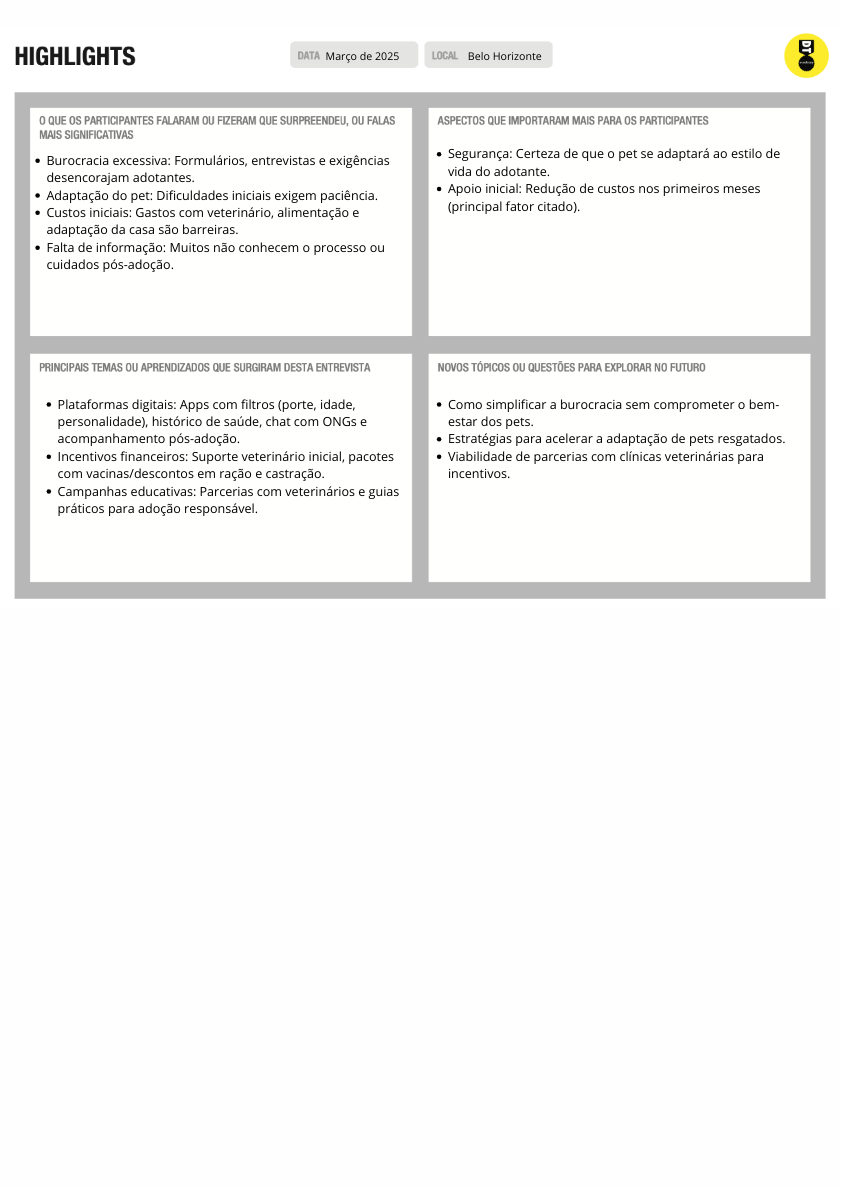 HIGHLIGHTS
DATA Março de 2025
LOCAL Belo Horizonte
DT
O QUE OS PARTICIPANTES FALARAM OU FIZERAM QUE SURPREENDEU, OU FALAS
MAIS SIGNIFICATIVAS
• Burocracia excessiva: Formulários, entrevistas e exigências
desencorajam adotantes.
• Adaptação do pet: Dificuldades iniciais exigem paciência.
• Custos iniciais: Gastos com veterinário, alimentação e
adaptação da casa são barreiras.
• Falta de informação: Muitos não conhecem o processo ou
cuidados pós-adoção.
ASPECTOS QUE IMPORTARAM MAIS PARA OS PARTICIPANTES
• Segurança: Certeza de que o pet se adaptará ao estilo de
vida do adotante.
• Apoio inicial: Redução de custos nos primeiros meses
(principal fator citado).
PRINCIPAIS TEMAS OU APRENDIZADOS QUE SURGIRAM DESTA ENTREVISTA
• Plataformas digitais: Apps com filtros (porte, idade,
personalidade), histórico de saúde, chat com ONGs e
acompanhamento pós-adoção.
• Incentivos financeiros: Suporte veterinário inicial, pacotes
com vacinas/descontos em ração e castração.
• Campanhas educativas: Parcerias com veterinários e guias
práticos para adoção responsável.
NOVOS TÓPICOS OU QUESTÕES PARA EXPLORAR NO FUTURO
• Como simplificar a burocracia sem comprometer o bem-
estar dos pets.
• Estratégias para acelerar a adaptação de pets resgatados.
• Viabilidade de parcerias com clínicas veterinárias para
incentivos.